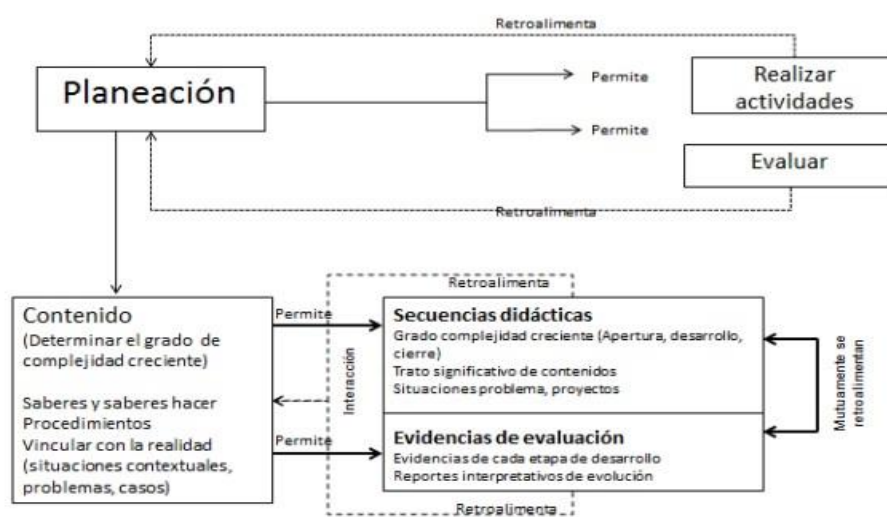 Retroalimenta
Planeación
Permite
Realizar
actividades
Permite
Evaluar
Retroalimenta
Retroalimenta
Contenido
(Determinar el grado de
complejidad creciente)
Saberes y saberes hacer
Procedimientos
Vincular con la realidad
(situaciones contextuales,
problemas, casos)
Permite
Permite
Interacción
Secuencias didácticas
Grado complejidad creciente (Apertura, desarrollo,
cierre)
Trato significativo de contenidos
Situaciones problema, proyectos
Evidencias de evaluación
Evidencias de cada etapa de desarrollo
Reportes interpretativos de evolución
Retroalimenta
Mutuamente se
retroalimentan